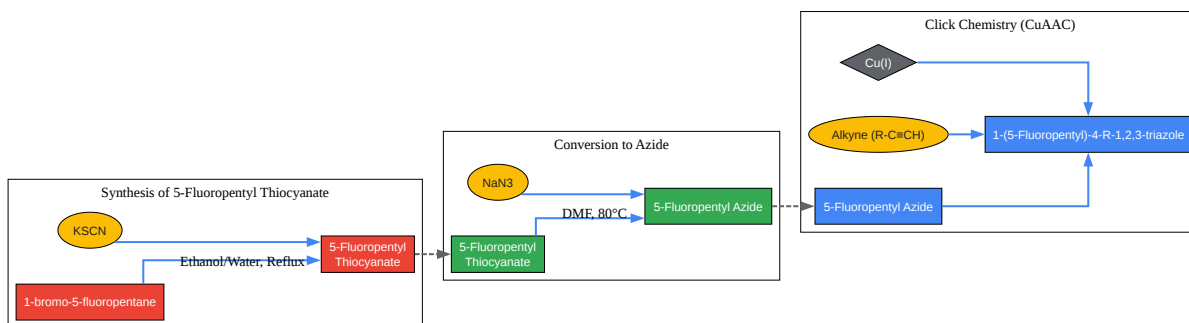 Synthesis of 5-Fluoropentyl Thiocyanate
KSCN
Ethanol/Water, Reflux
1-bromo-5-fluoropentane
5-Fluoropentyl
Thiocyanate
Conversion to Azide
NaN3
DMF, 80°C
5-Fluoropentyl
Thiocyanate
5-Fluoropentyl Azide
Click Chemistry (CuAAC)
Cu(I)
Alkyne (R-C≡CH)
5-Fluoropentyl Azide
1-(5-Fluoropentyl)-4-R-1,2,3-triazole